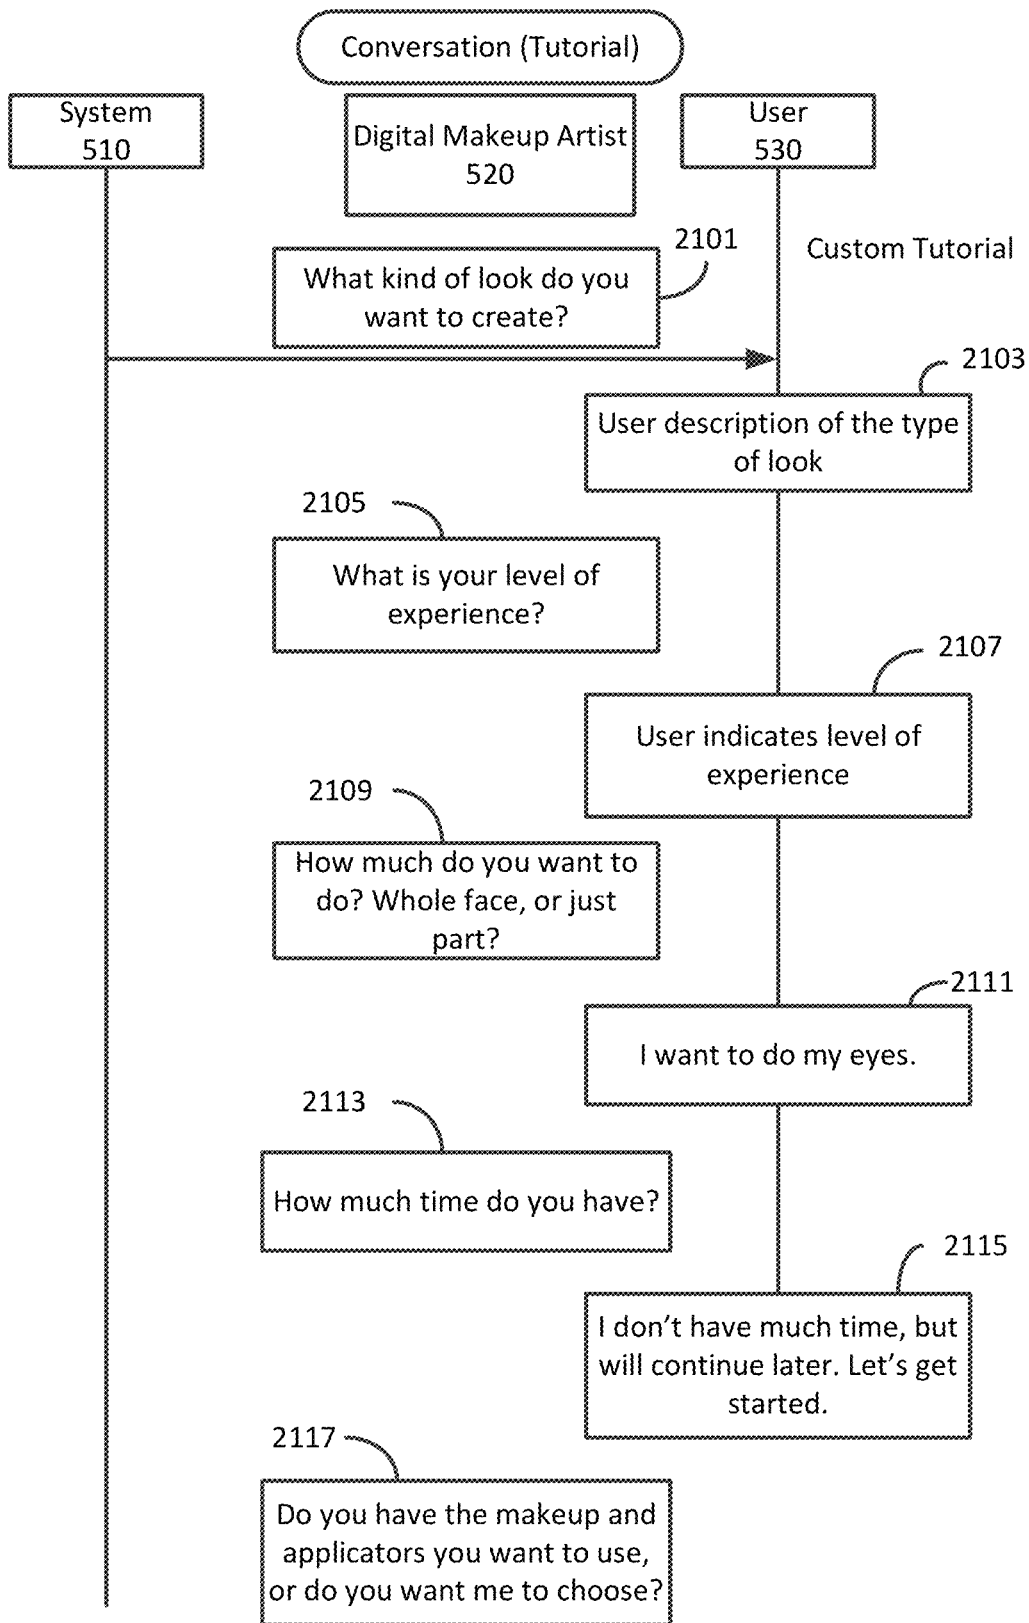 Conversation (Tutorial)
System
510
Digital Makeup Artist
520
User
530
Custom Tutorial
2101
What kind of look do you
want to create?
2103
User description of the type
of look
2105
What is your level of
experience?
2107
User indicates level of
experience
2109
How much do you want to
do? Whole face, or just
part?
2111
I want to do my eyes.
2113
How much time do you have?
2115
I don't have much time, but
will continue later. Let's get
started.
2117
Do you have the makeup and
applicators you want to use,
or do you want me to choose?